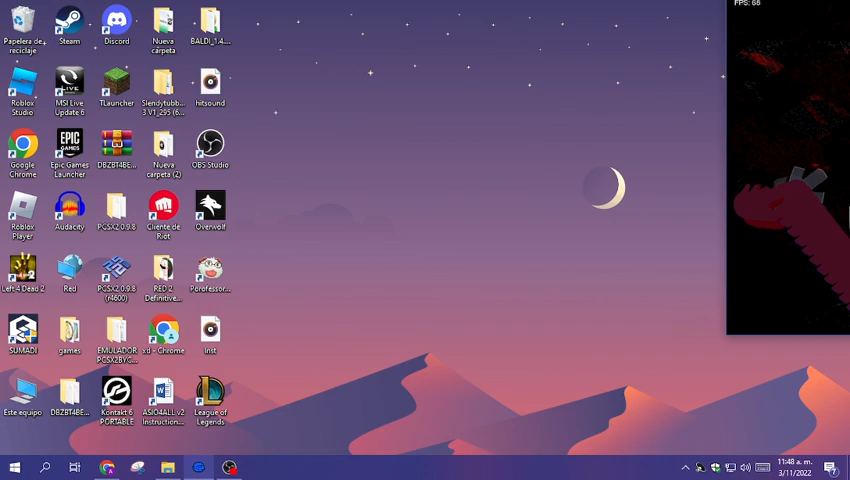 FPS: 66
Papelera de
reciclaje
Steam
Discord
Nueva
carpeta
BALDI_1.4....
Roblox
Studio
LIVE
MSI Live
Update 6
TLauncher
Slendytubb...
3 V1_295 (6...
hitsound
Google
Chrome
EPIC
GAMES
Epic Games
Launcher
DBZBT4BE...
Nueva
carpeta (2)
OBS Studio
Roblox
Player
Audacity
PCSX2 0.9.8
Cliente de
Riot
Overwolf
Left 4 Dead 2
Red
PCSX2 0.9.8
(r4600)
RED 2
Definitive...
Porofessor...
SUMADI
games
EMULADOR
PCSX2BYG...
xd - Chrome
Inst
Este equipo
DBZBT4BE...
Kontakt 6
PORTABLE
ASIO4ALL v2
Instruction...
League of
Legends
11:48 a. m.
3/11/2022
7